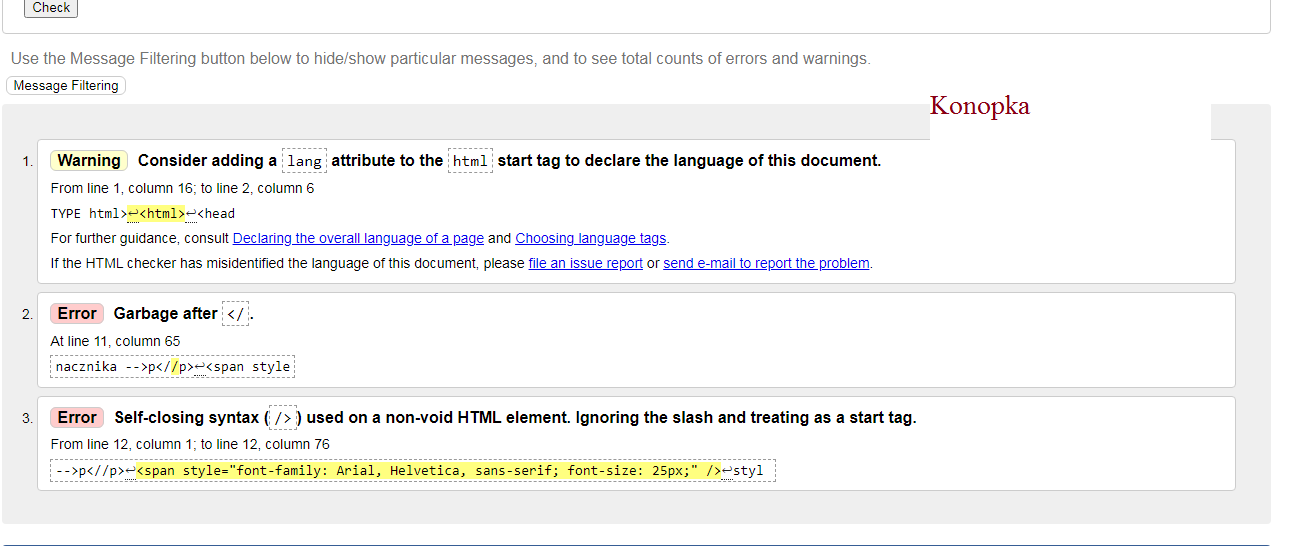 Check
Use the Message Filtering button below to hide/show particular messages, and to see total counts of errors and warnings.
Message Filtering
Konopka
1. Warning Consider adding a lang attribute to the html start tag to declare the language of this document.
From line 1, column 16; to line 2, column 6
TYPE html>↩<html>↩<head
For further guidance, consult Declaring the overall language of a page and Choosing language tags.
If the HTML checker has misidentified the language of this document, please file an issue report or send e-mail to report the problem.
2. Error Garbage after </.
At line 11, column 65
nacznika -->p<//p>↩<span style
3. Error Self-closing syntax (/>) used on a non-void HTML element. Ignoring the slash and treating as a start tag.
From line 12, column 1; to line 12, column 76
-->p<//p>↩<span style="font-family: Arial, Helvetica, sans-serif; font-size: 25px;" />↩styl